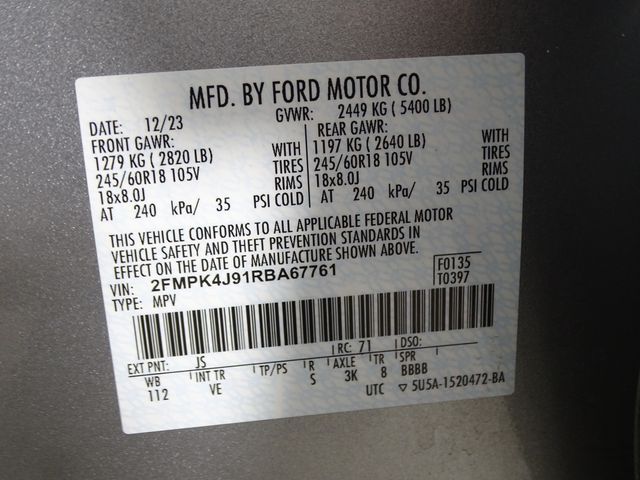 MFD. BY FORD MOTOR CO.
DATE: 12/23 GVWR: 2449 KG ( 5400 LB)
FRONT GAWR: REAR GAWR:
1279 KG ( 2820 LB) WITH 1197 KG ( 2640 LB) WITH
245/60R18 105V TIRES 245/60R18 105V TIRES
18x8.0J RIMS 18x8.0J RIMS
AT 240 kPa/ 35 PSI COLD AT 240 kPa/ 35 PSI COLD
THIS VEHICLE CONFORMS TO ALL APPLICABLE FEDERAL MOTOR
VEHICLE SAFETY AND THEFT PREVENTION STANDARDS IN
EFFECT ON THE DATE OF MANUFACTURE SHOWN ABOVE.
VIN: 2FMPK4J91RBA67761 F0135
TYPE: MPV T0397
EXT PNT: JS RC: 71 DSO:
WB INT TR TP/PS R AXLE TR SPR
112 VE S 3K 8 BBBB
UTC ▽ 5U5A-1520472-BA